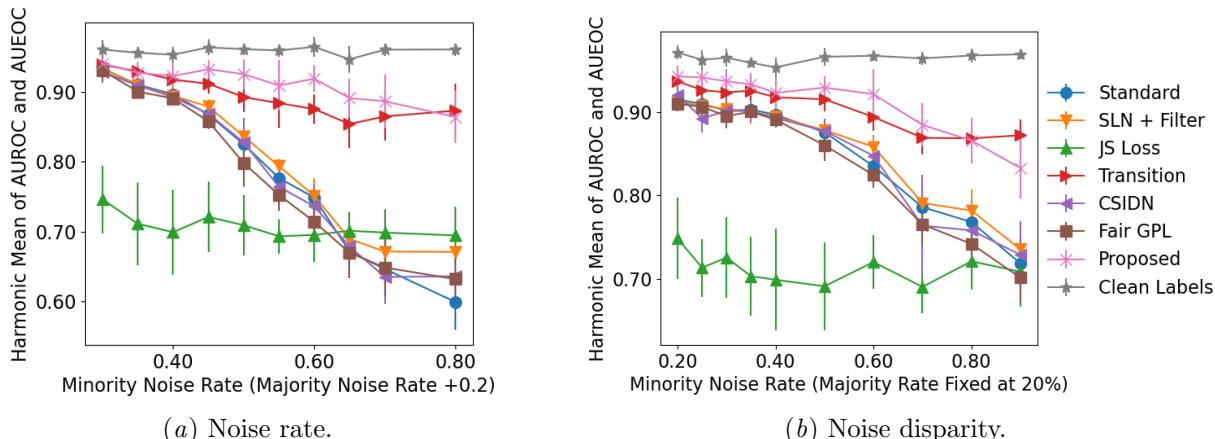 Harmonic Mean of AUROC and AUEOC
0.90
0.80
0.70
0.60
0.40
0.60
0.80
Minority Noise Rate (Majority Noise Rate +0.2)
(a) Noise rate.
Harmonic Mean of AUROC and AUEOC
0.90
0.80
0.70
0.20
0.40
0.60
0.80
Minority Noise Rate (Majority Rate Fixed at 20%)
(b) Noise disparity.
Standard
SLN + Filter
JS Loss
Transition
CSIDN
Fair GPL
Proposed
Clean Labels